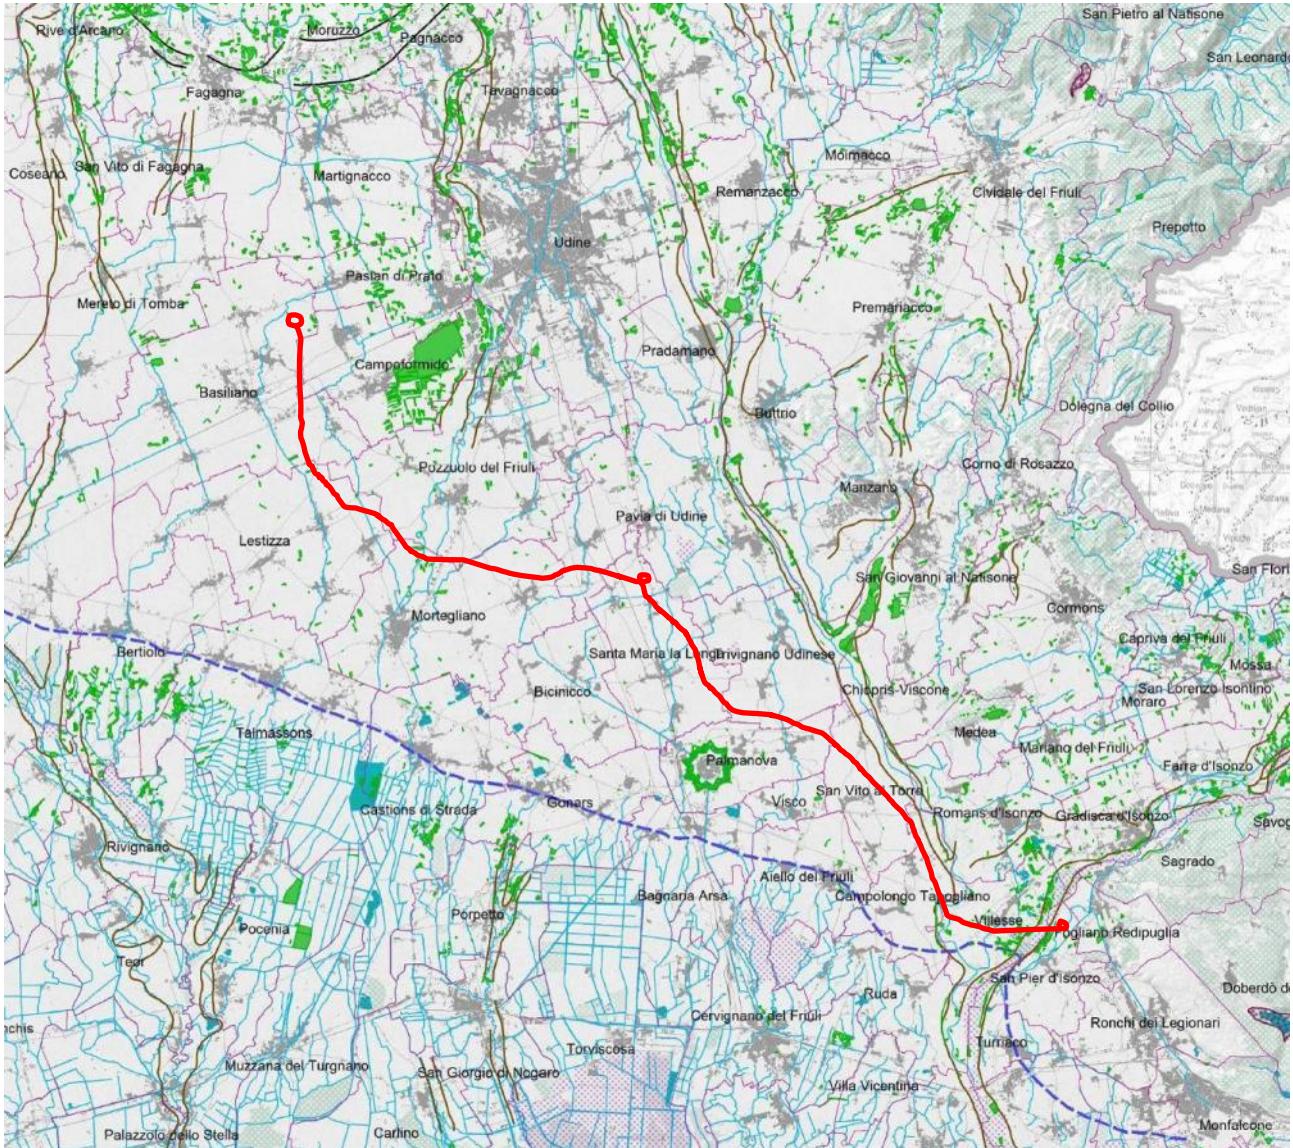 San Pietro al Natisone
Rive d'Arcano
Moruzzo
Pagnacco
San Leonardo
Fagagna
Tavagnacco
Moimacco
San Vito di Fagagna
Coseano
Martignacco
Remanzacco
Cividale del Friuli
Prepotto
Udine
Pasian di Prato
Mereto di Tomba
Premariacco
Pradamano
Campoformido
Basiliano
Buttrio
Dolegna del Collio
Pozzuolo del Friuli
Corno di Rosazzo
Manzano
Pavia di Udine
Lestizza
San Giovanni al Natisone
San Flori
Cormons
Mortegliano
Capriva del Friuli
Bertiolo
Santa Maria la Longa
Trivignano Udinese
Mossa
Bicinicco
Chiopris-Viscone
San Lorenzo Isontino
Moraro
Talmassons
Medea
Mariano del Friuli
Palmanova
Farra d'Isonzo
San Vito al Torre
Visco
Gonars
Castions di Strada
Romans d'Isonzo
Gradisca d'Isonzo
Savog
Rivignano
Sagrado
Aiello del Friuli
Bagnaria Arsa
Campolongo Tapogliano
Porpetto
Villesse
Pocenia
Fogliano Redipuglia
Teor
San Pier d'Isonzo
Doberdò de
Ruda
Cervignano del Friuli
Ronchi dei Legionari
nchis
Turriaco
Torviscosa
Muzzana del Turgnano
San Giorgio di Nogaro
Villa Vicentina
Monfalcone
Palazzolo dello Stella
Carlino